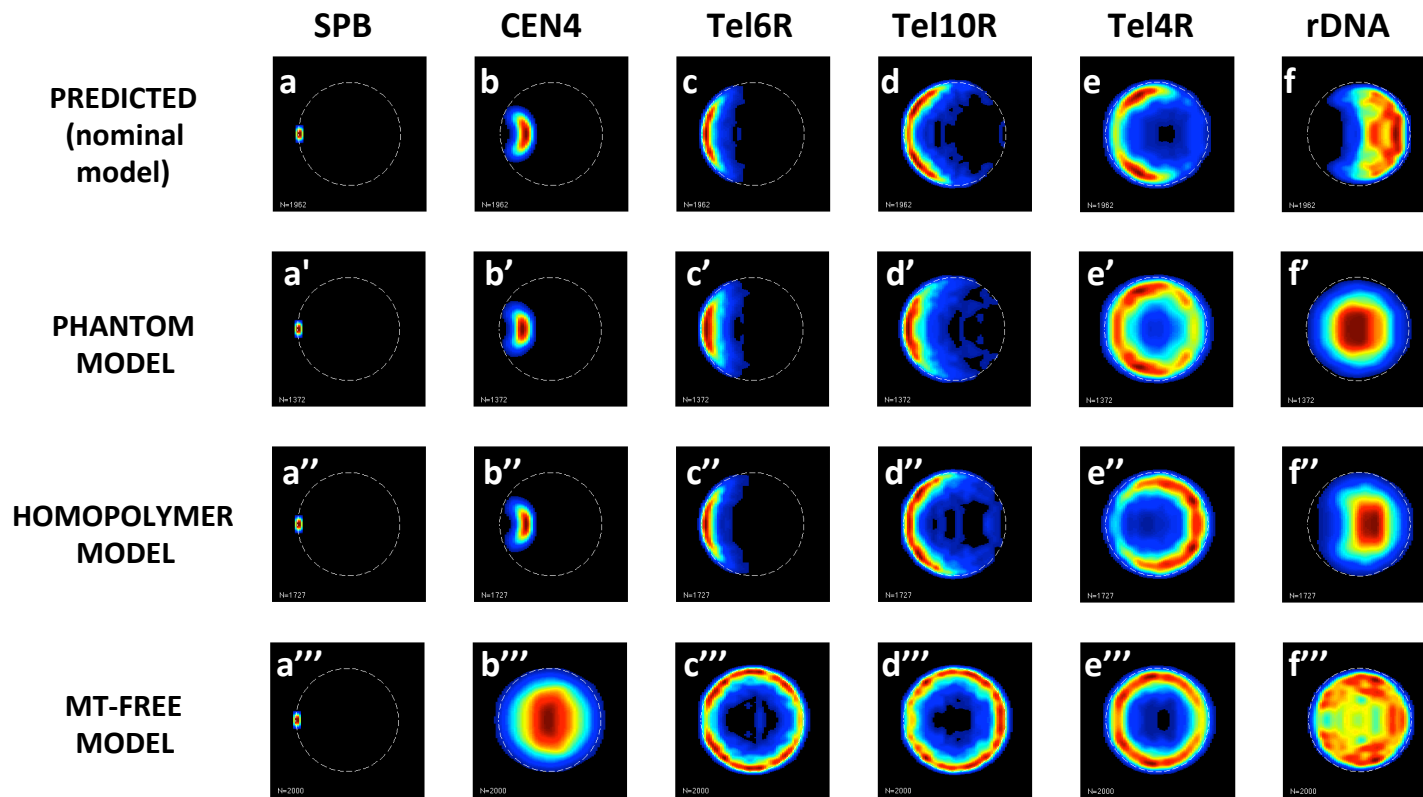 SPB CEN4 Tel6R Tel10R Tel4R rDNA
PREDICTED
(nominal
model)
a b c d e f
N=1962 N=1962 N=1962 N=1962 N=1962 N=1962
PHANTOM
MODEL
a' b’ c’ d’ e’ f’
N=1372 N=1372 N=1372 N=1372 N=1372 N=1372
HOMOPOLYMER
MODEL
a’’ b’’ c’’ d’’ e’’ f’’
N=1727 N=1727 N=1727 N=1727 N=1727 N=1727
MT-FREE
MODEL
a’’’ b’’’ c’’’ d’’’ e’’’ f’’’
N=2000 N=2000 N=2000 N=2000 N=2000 N=2000